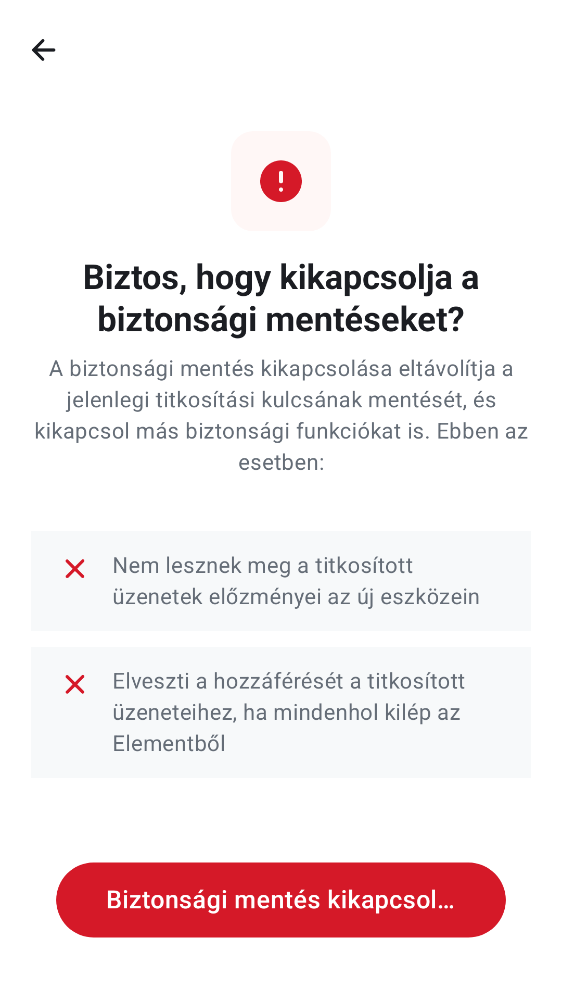 Biztos, hogy kikapcsolja a
biztonsági mentéseket?
A biztonsági mentés kikapcsolása eltávolítja a
jelenlegi titkosítási kulcsának mentését, és
kikapcsol más biztonsági funkciókat is. Ebben az
esetben:
Nem lesznek meg a titkosított
üzenetek előzményei az új eszközein
Elveszti a hozzáférését a titkosított
üzeneteihez, ha mindenhol kilép az
Elementből
Biztonsági mentés kikapcsol…